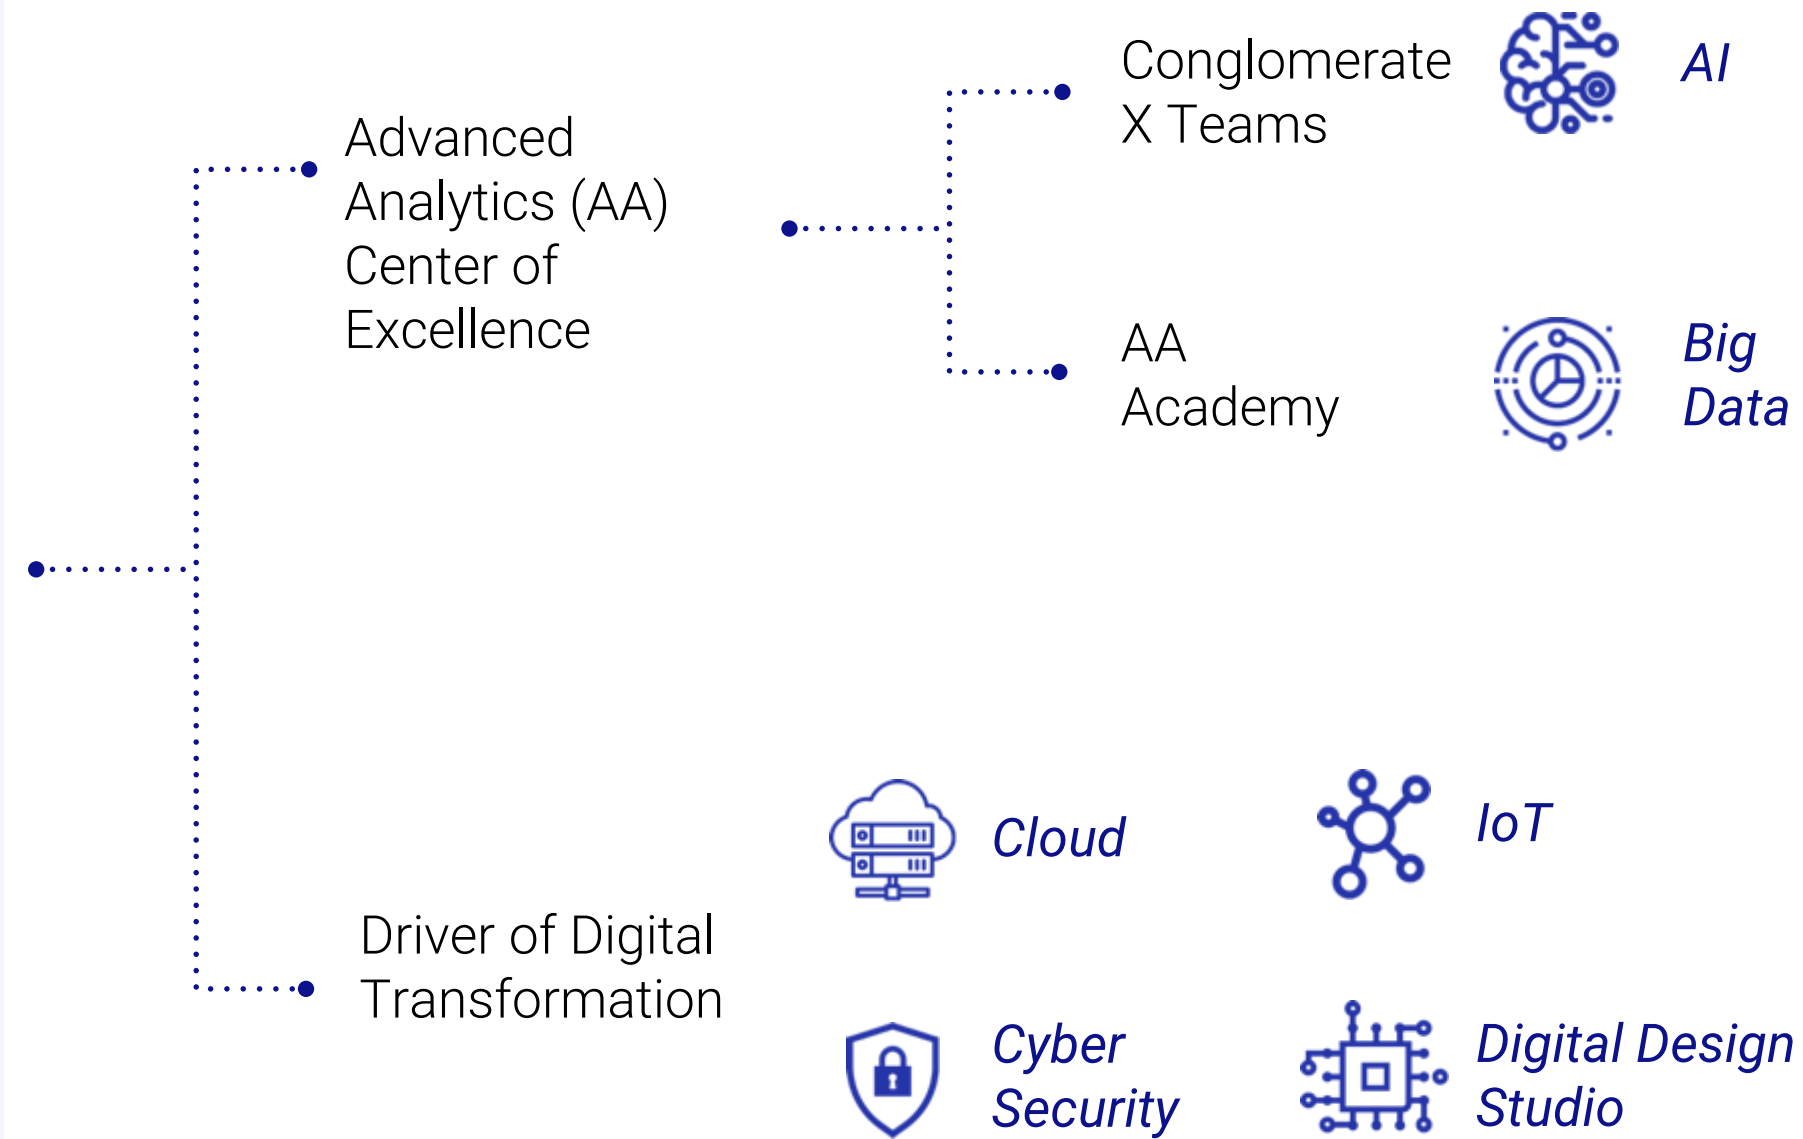 Advanced
Analytics (AA)
Center of
Excellence
Conglomerate
X Teams
AI
AA
Academy
Big
Data
Driver of Digital
Transformation
Cloud
IoT
Cyber
Security
Digital Design
Studio